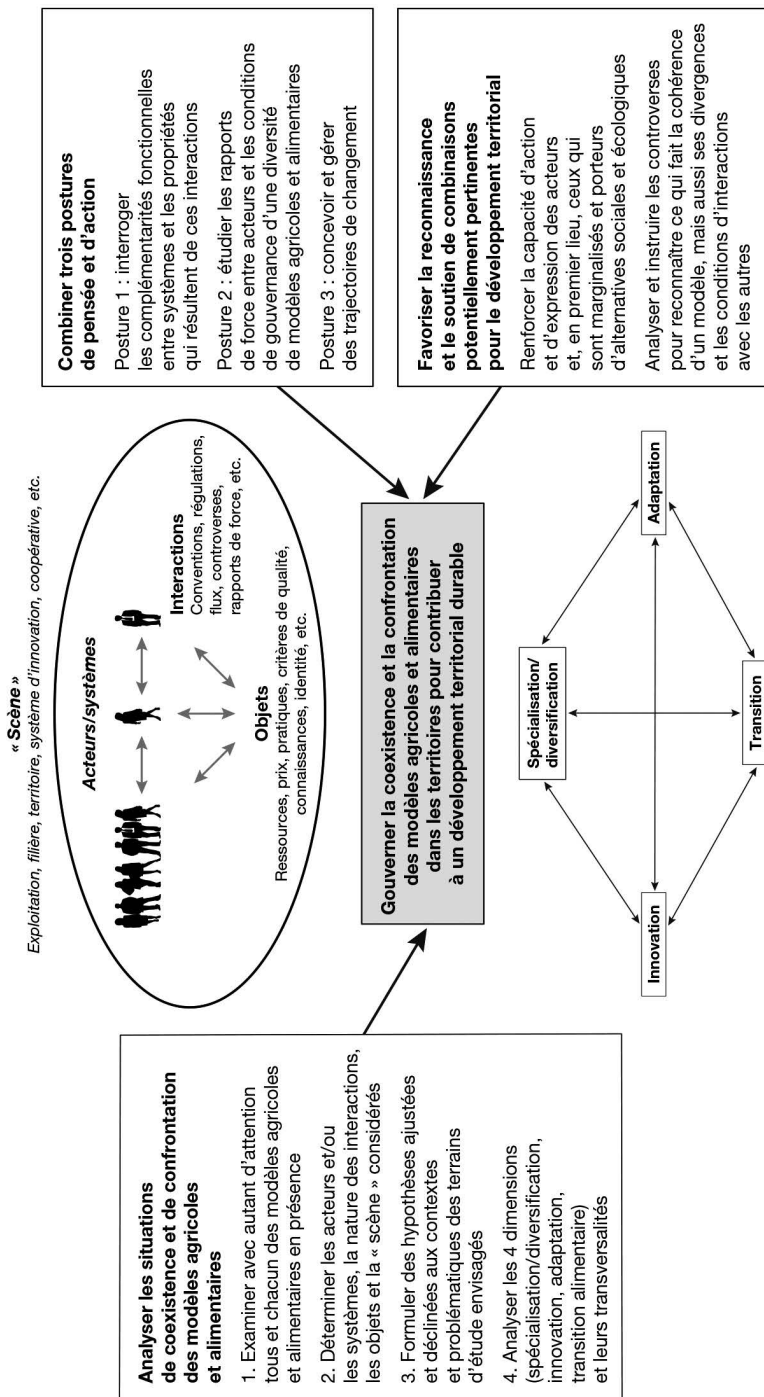 Analyser les situations
de coexistence et de confrontation
des modèles agricoles
et alimentaires
1. Examiner avec autant d'attention
tous et chacun des modèles agricoles
et alimentaires en présence
2. Déterminer les acteurs et/ou
les systèmes, la nature des interactions,
les objets et la « scène » considérés
3. Formuler des hypothèses ajustées
et déclinées aux contextes
et problématiques des terrains
d'étude envisagés
4. Analyser les 4 dimensions
(spécialisation/diversification,
innovation, adaptation,
transition alimentaire)
et leurs transversalités
« Scène »
Exploitation, filière, territoire, système d'innovation, coopérative, etc.
Acteurs/systèmes
Interactions
Conventions, régulations,
flux, controverses,
rapports de force, etc.
Objets
Ressources, prix, pratiques, critères de qualité,
connaissances, identité, etc.
Gouverner la coexistence et la confrontation
des modèles agricoles et alimentaires
dans les territoires pour contribuer
à un développement territorial durable
Spécialisation/
diversification
Innovation
Adaptation
Transition
Combiner trois postures
de pensée et d'action
Posture 1 : interroger
les complémentarités fonctionnelles
entre systèmes et les propriétés
qui résultent de ces interactions
Posture 2 : étudier les rapports
de force entre acteurs et les conditions
de gouvernance d'une diversité
de modèles agricoles et alimentaires
Posture 3 : concevoir et gérer
des trajectoires de changement
Favoriser la reconnaissance
et le soutien de combinaisons
potentiellement pertinentes
pour le développement territorial
Renforcer la capacité d'action
et d'expression des acteurs
et, en premier lieu, ceux qui
sont marginalisés et porteurs
d'alternatives sociales et écologiques
Analyser et instruire les controverses
pour reconnaître ce qui fait la cohérence
d'un modèle, mais aussi ses divergences
et les conditions d'interactions
avec les autres